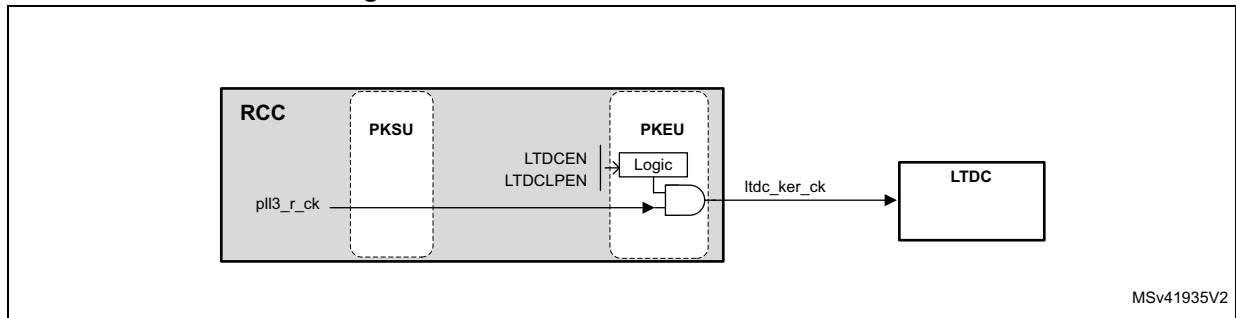 RCC
PKSU
PKEU
LTDCEN
LTDCLPEN
Logic
pll3_r_ck
ltdc_ker_ck
LTDC
MSv41935V2